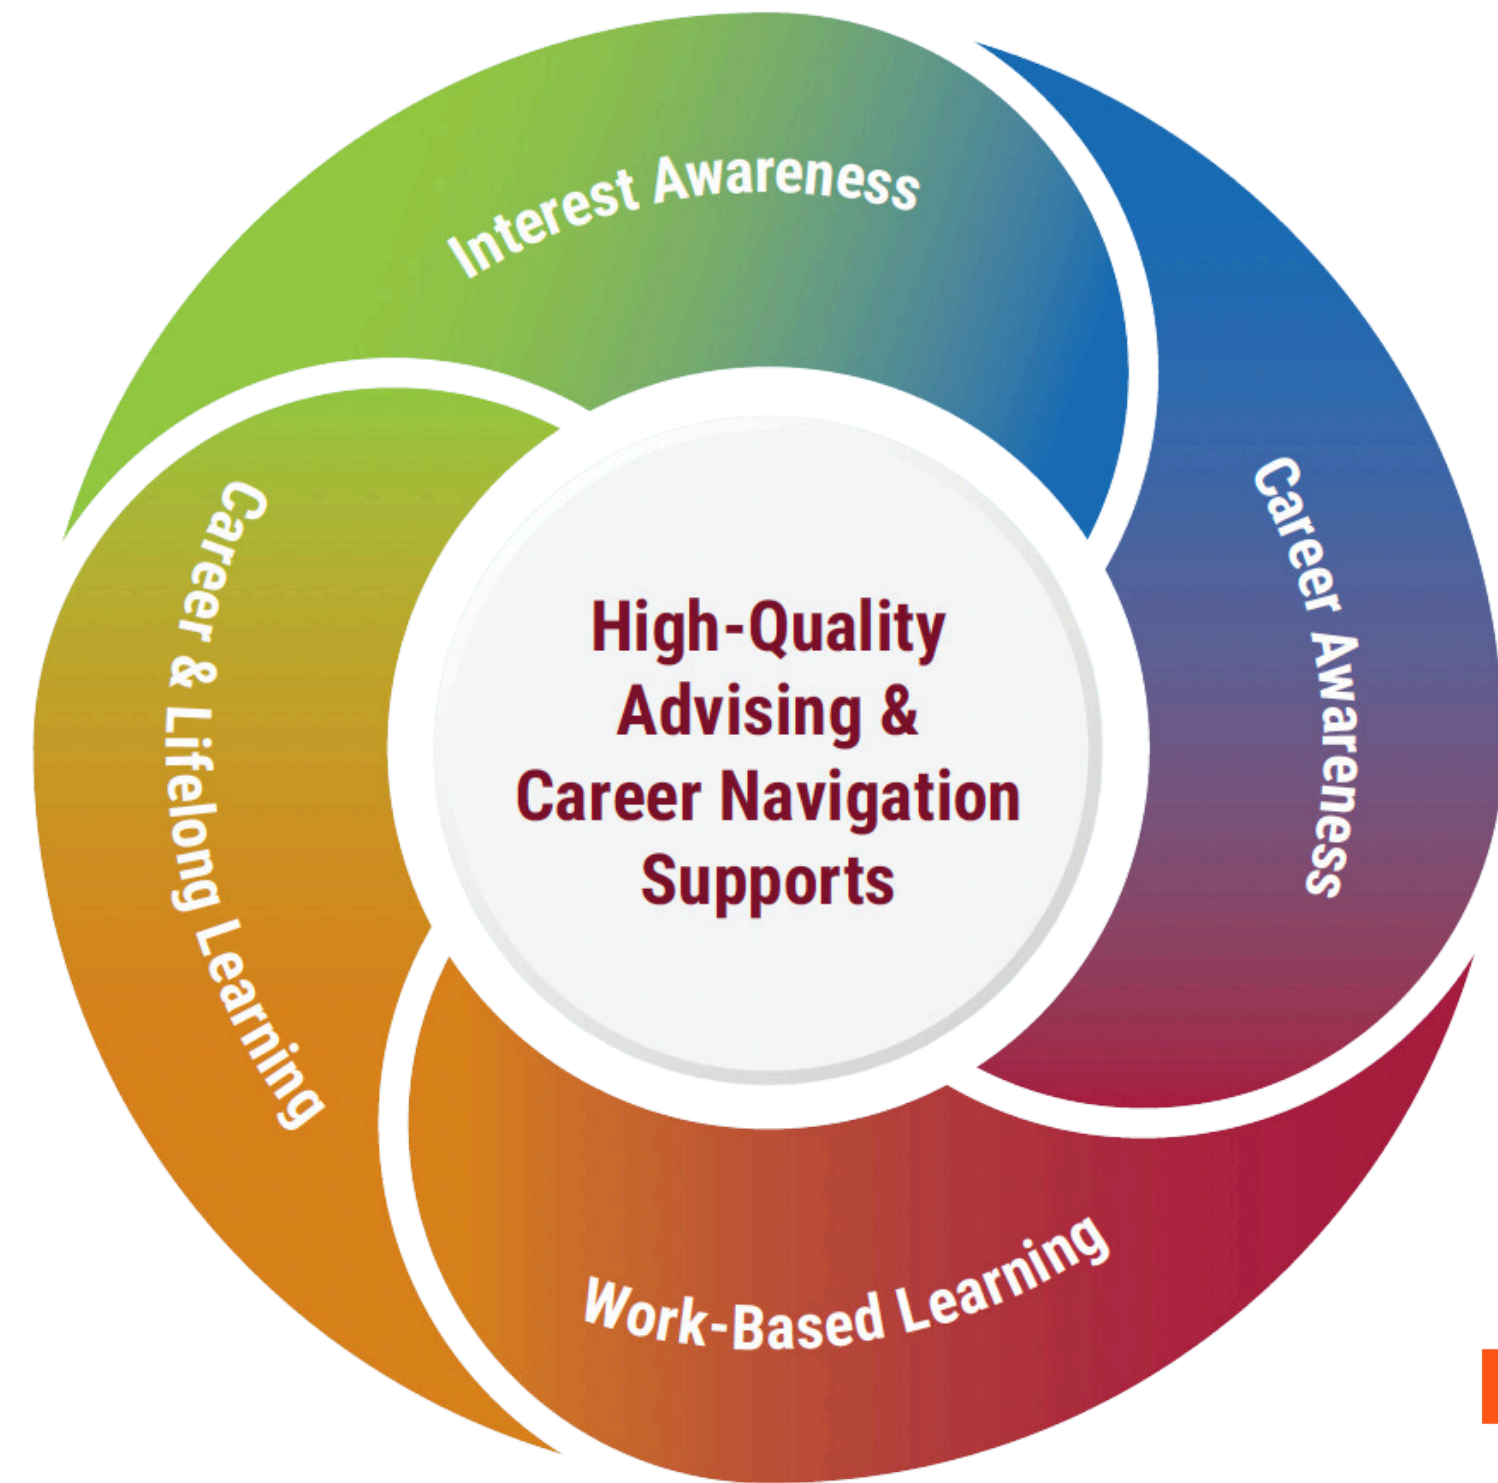 Interest Awareness
Career Awareness
High-Quality
Advising &
Career Navigation
Supports
Career & Lifelong Learning
Work-Based Learning